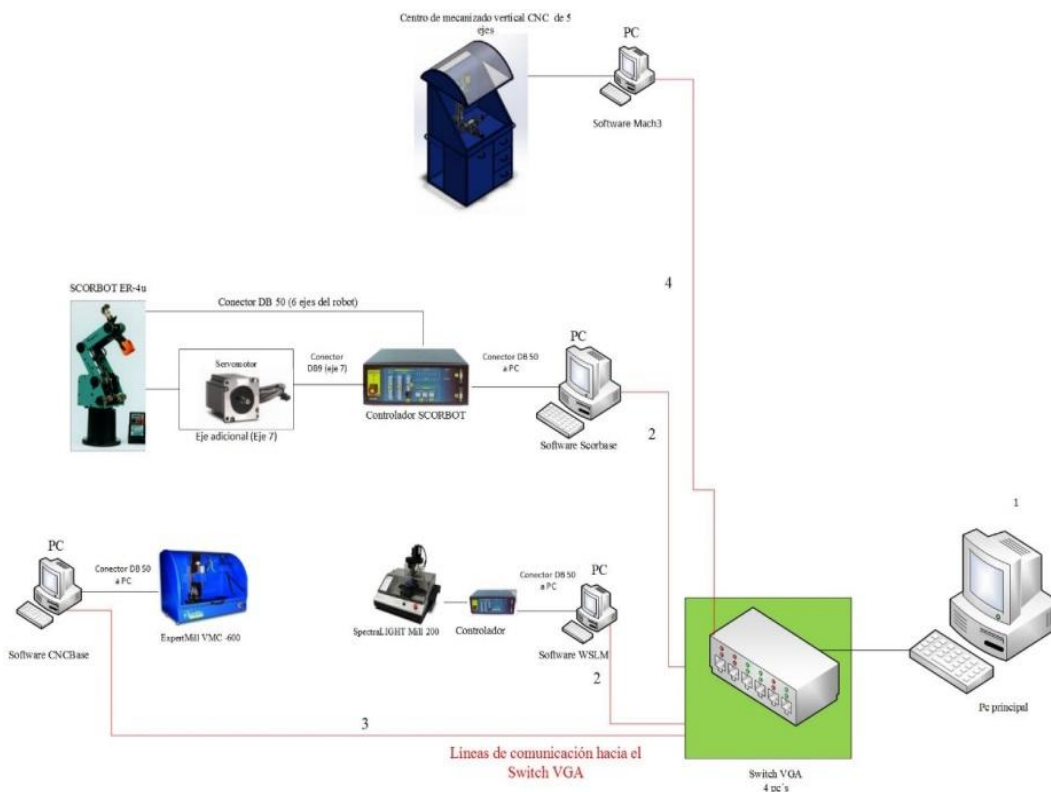 Centro de mecanizado vertical CNC de 5
ejes
PC
Software Mach3
4
SCORBOT ER-4u
Conector DB 50 (6 ejes del robot)
Servomotor
Eje adicional (Eje 7)
Conector
DB9 (eje 7)
Controlador SCORBOT
Conector DB 50
a PC
PC
Software Scorbase
2
1
Pc principal
PC
Conector DB 50
a PC
Software CNCBase
ExpertMill VMC -600
SpectraLIGHT Mill 200
Controlador
Conector DB 50
a PC
PC
Software WSLM
2
3
Líneas de comunicación hacia el
Switch VGA
Switch VGA
4 pc´s